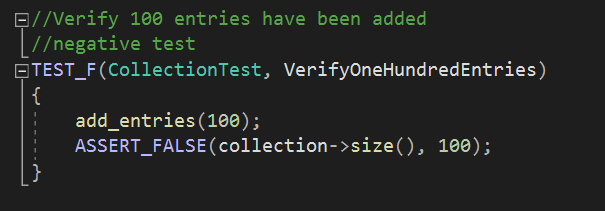 //Verify 100 entries have been added
//negative test
TEST_F(CollectionTest, VerifyOneHundredEntries)
{
add_entries(100);
ASSERT_FALSE(collection->size(), 100);
}